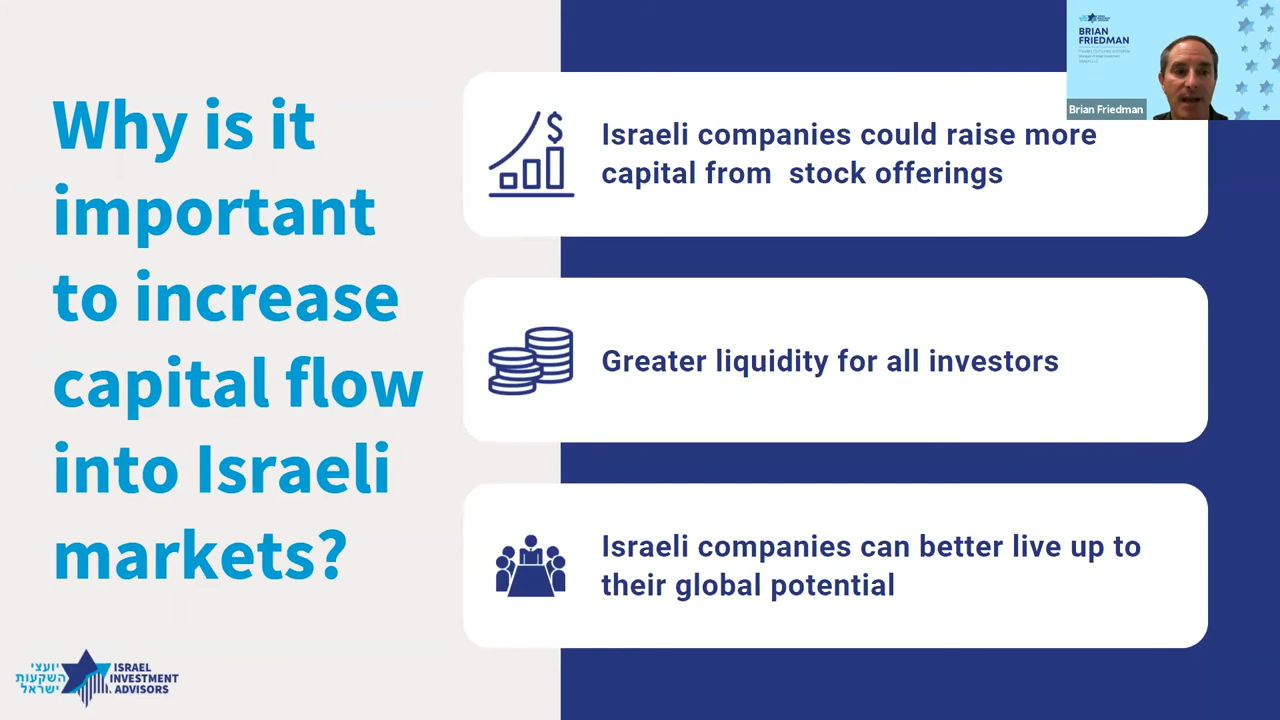 Why is it
important
to increase
capital flow
into Israeli
markets?
Israeli companies could raise more
capital from  stock offerings
Greater liquidity for all investors
Israeli companies can better live up to
their global potential
BRIAN
FRIEDMAN
Brian Friedman
יועצי
השקעות
ישראל
ISRAEL
INVESTMENT
ADVISORS
$